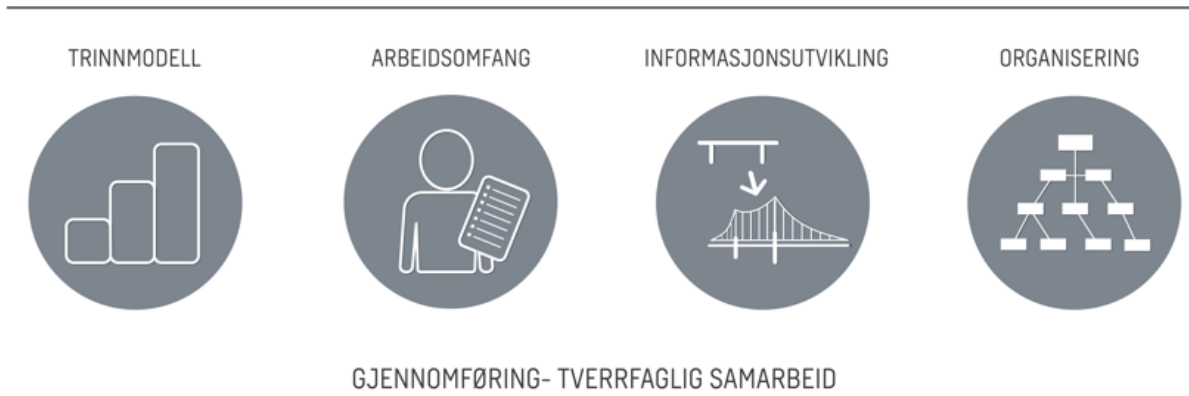 TRINNMODELL
ARBEIDSOMFANG
INFORMASJONSUTVIKLING
ORGANISERING
GJENNOMFØRING- TVERRFAGLIG SAMARBEID